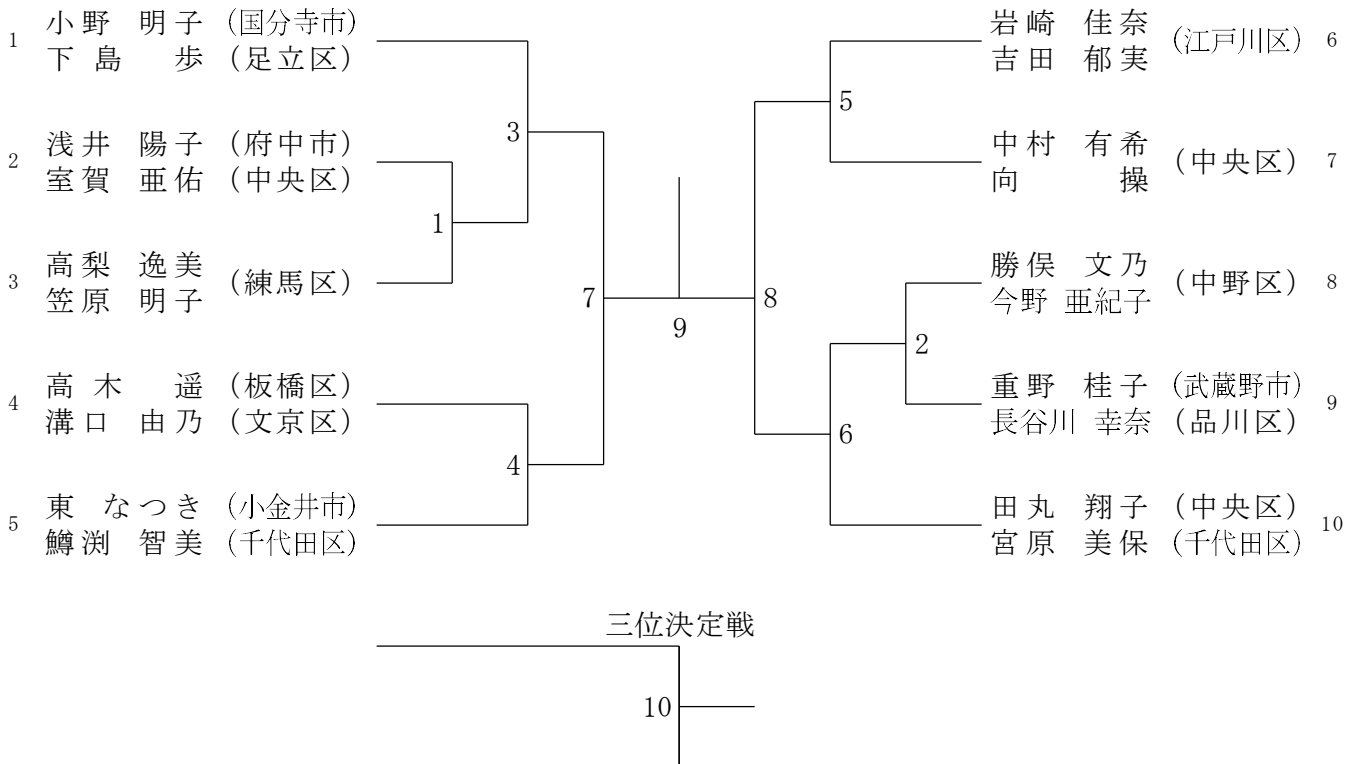 1 小野 明子 (国分寺市)
下島 歩 (足立区)
2 浅井 陽子 (府中市)
室賀 亜佑 (中央区)
3 高梨 逸美 (練馬区)
笠原 明子
4 高木 遥 (板橋区)
溝口 由乃 (文京区)
5 東 なつき (小金井市)
鱒渕 智美 (千代田区)
3
1
7
4
9
8
5
2
6
岩崎 佳奈 (江戸川区) 6
吉田 郁実
中村 有希 (中央区) 7
向 操
勝俣 文乃 (中野区) 8
今野 亜紀子
重野 桂子 (武蔵野市) 9
長谷川 幸奈 (品川区)
田丸 翔子 (中央区) 10
宮原 美保 (千代田区)
三位決定戦
10